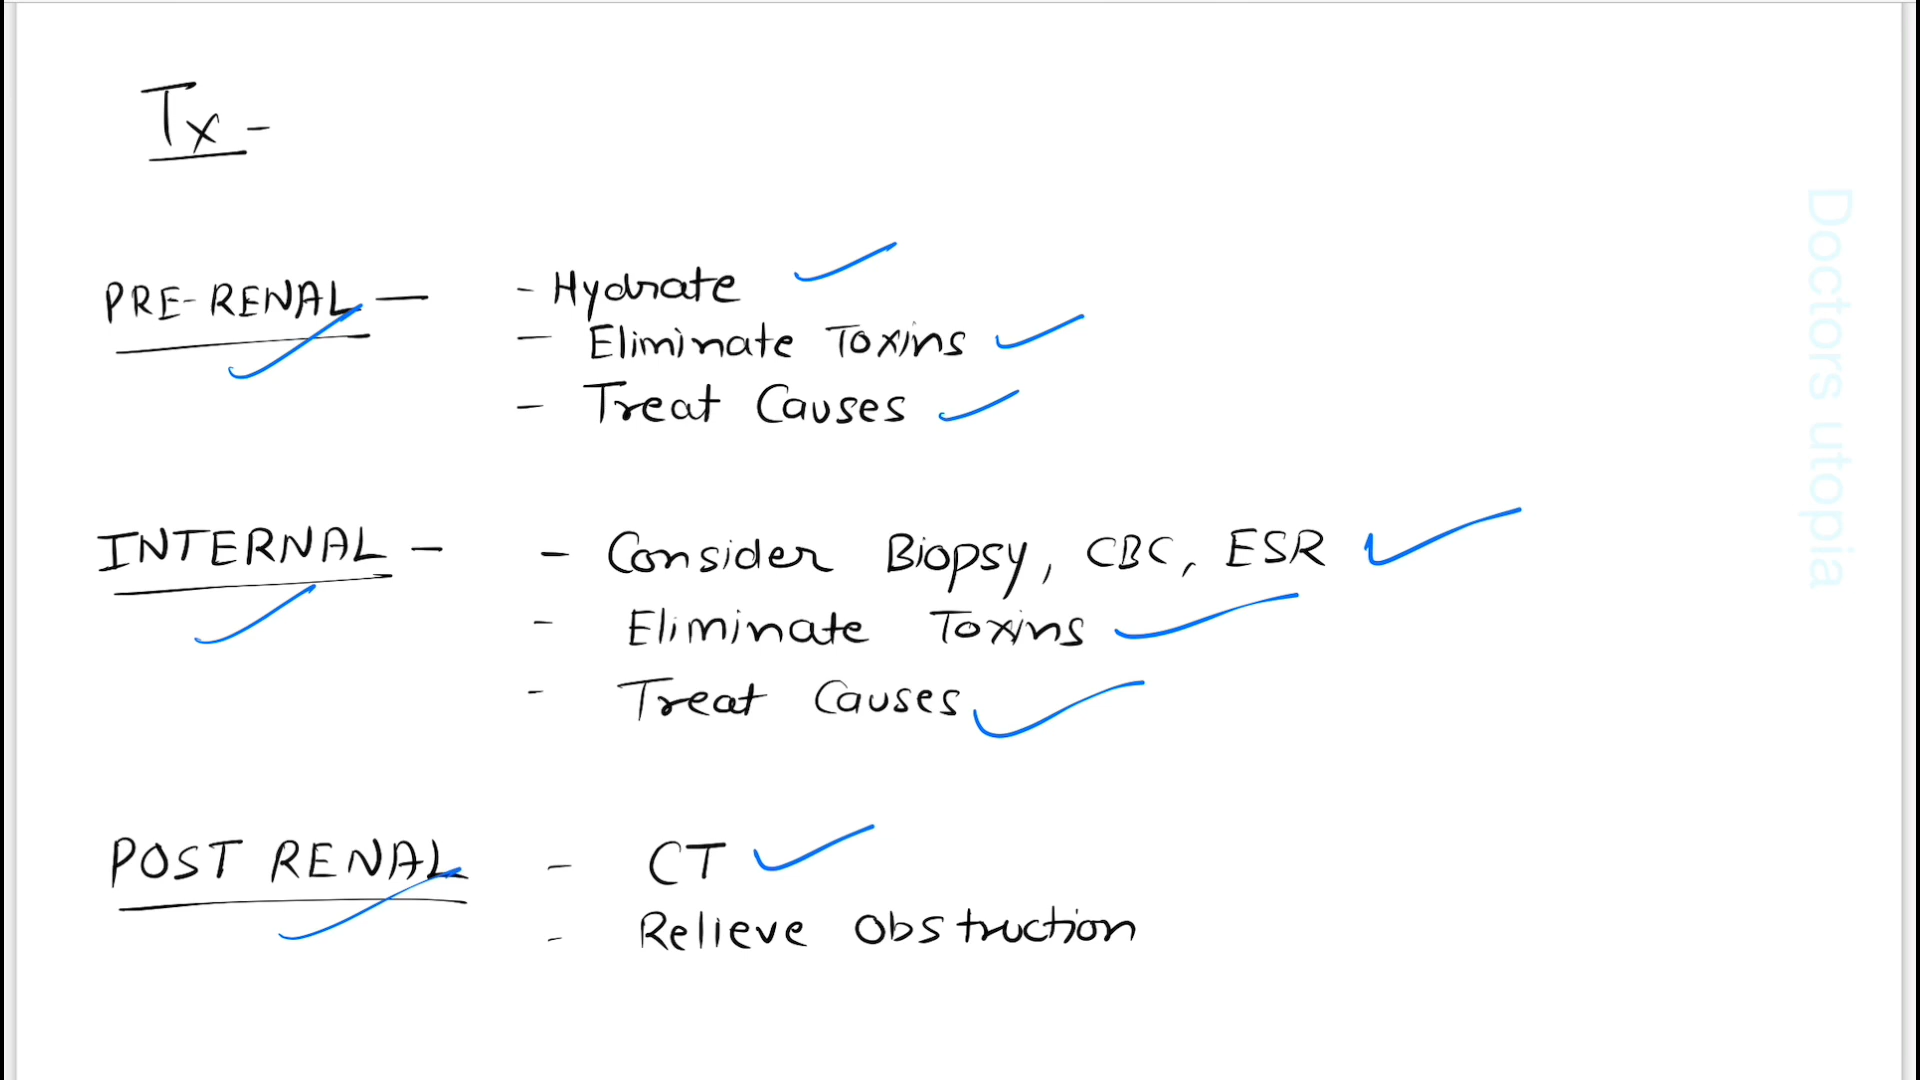 Tx -
PRE-RENAL — - Hydrate
- Eliminate Toxins
- Treat Causes
INTERNAL - - Consider Biopsy, CBC, ESR
- Eliminate Toxins
- Treat Causes
POST RENAL - CT
- Relieve Obstruction
Doctors utopia